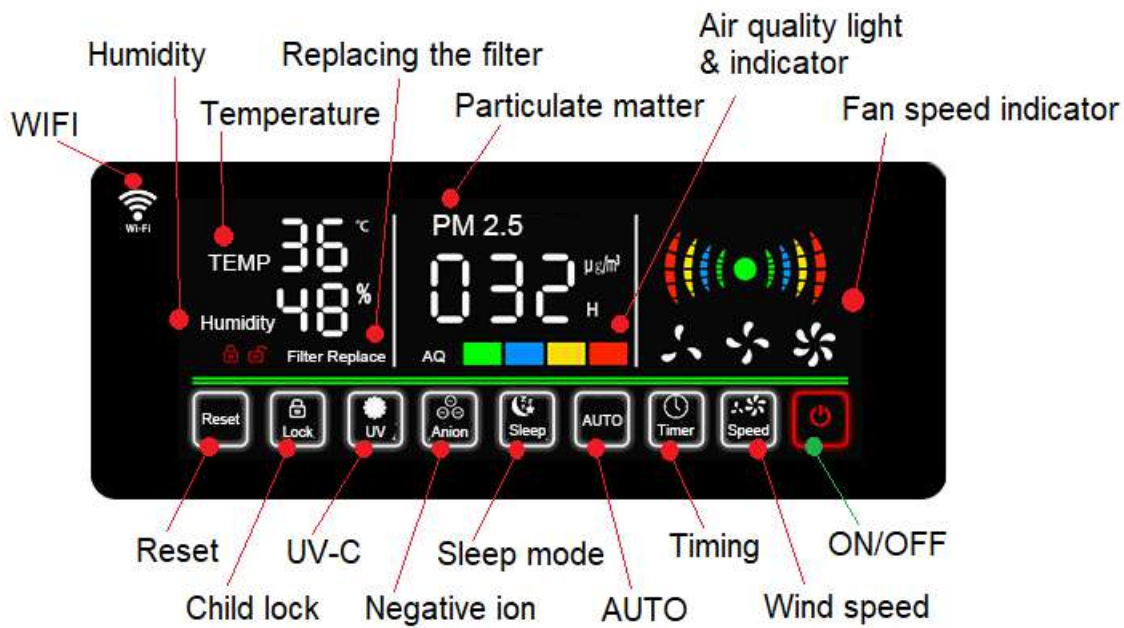 Air quality light
& indicator
Humidity
Replacing the filter
Temperature
Particulate matter
Fan speed indicator
WIFI
Wi-Fi
TEMP 36 °C
Humidity 48 %
Filter Replace
PM 2.5
032 µg/m³
H
AQ
Reset
Lock
UV
Anion
Sleep
AUTO
Timer
Speed
Reset
UV-C
Sleep mode
Timing
ON/OFF
Child lock
Negative ion
AUTO
Wind speed